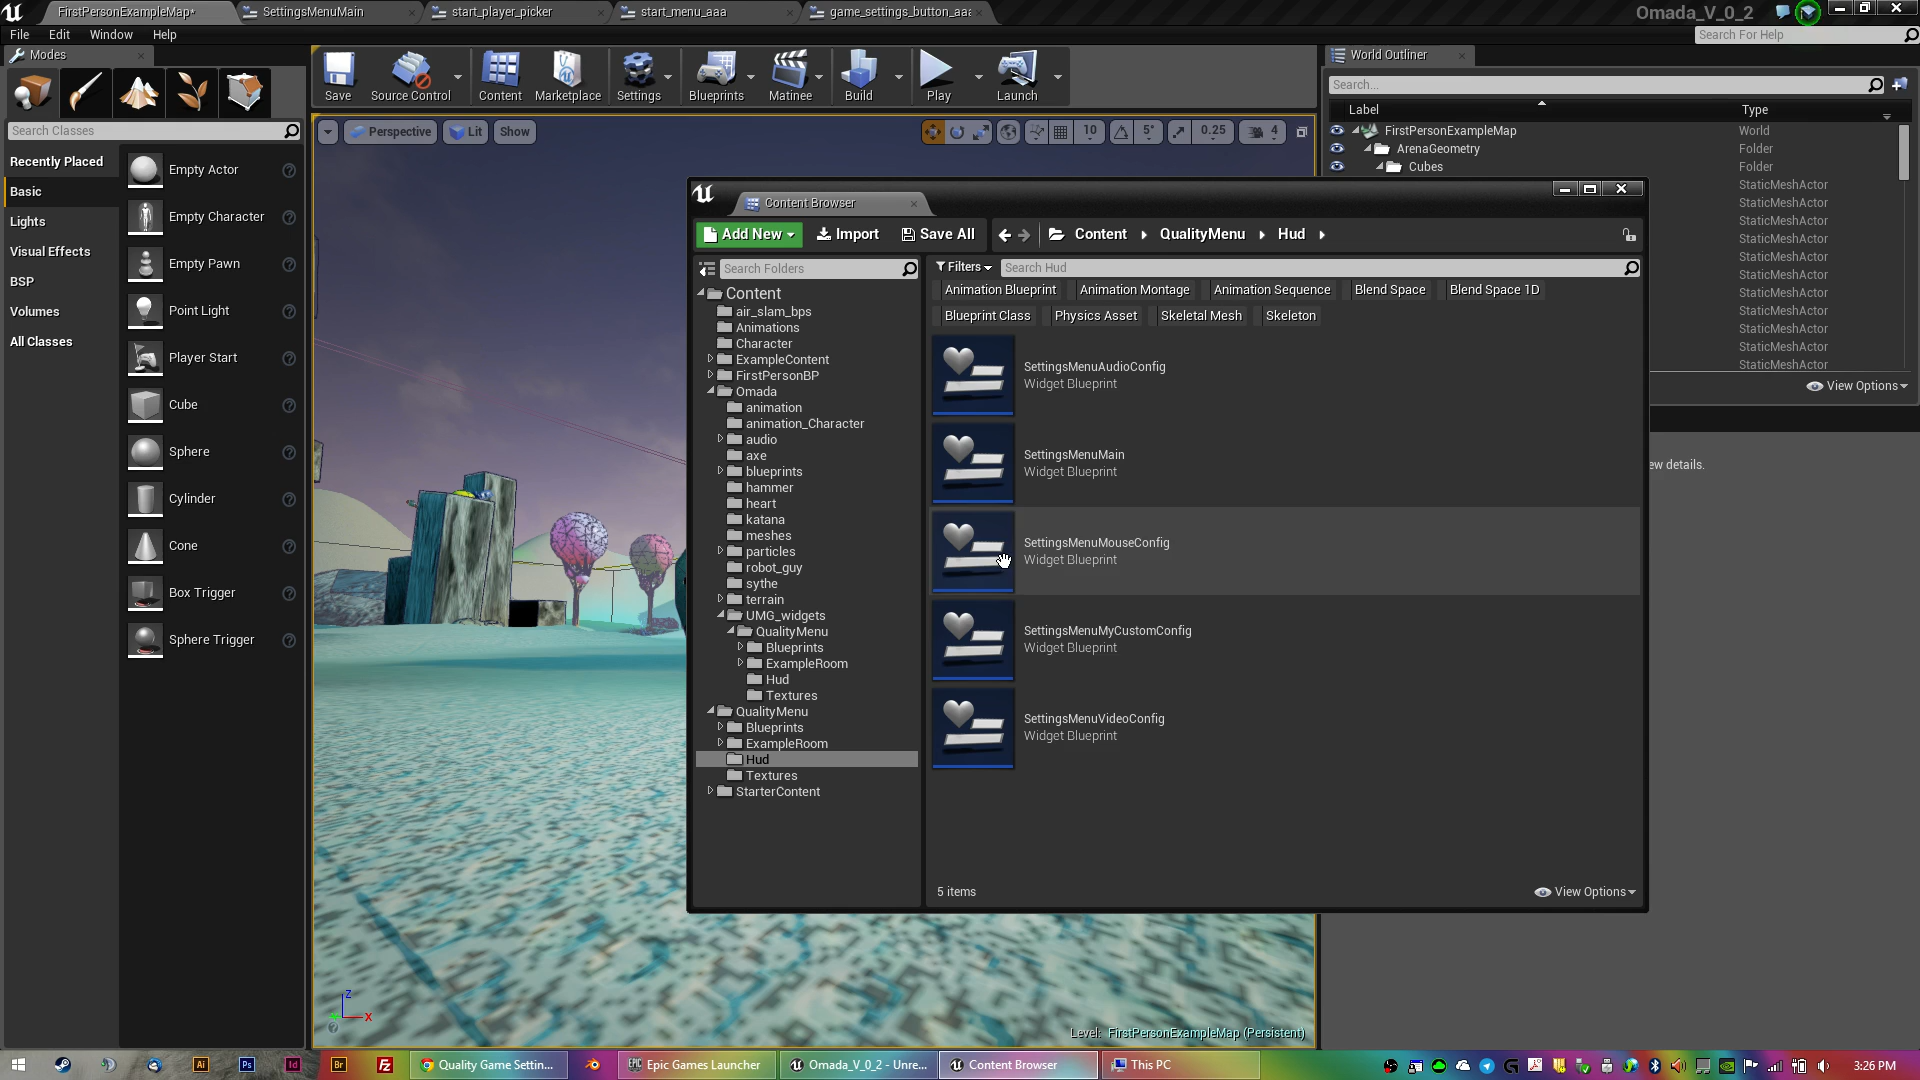 FirstPersonExampleMap*
SettingsMenuMain
start_player_picker
start_menu_aaa
game_settings_button_aaa
Omada_V_0_2
File Edit Window Help
Search For Help
Modes
Search Classes
Recently Placed
Basic
Lights
Visual Effects
BSP
Volumes
All Classes
Empty Actor
Empty Character
Empty Pawn
Point Light
Player Start
Cube
Sphere
Cylinder
Cone
Box Trigger
Sphere Trigger
Save
Source Control
Content
Marketplace
Settings
Blueprints
Matinee
Build
Play
Launch
Perspective
Lit
Show
10
5°
0.25
4
World Outliner
Search...
Label
Type
FirstPersonExampleMap World
ArenaGeometry Folder
Cubes Folder
StaticMeshActor
StaticMeshActor
StaticMeshActor
StaticMeshActor
StaticMeshActor
StaticMeshActor
StaticMeshActor
StaticMeshActor
StaticMeshActor
StaticMeshActor
StaticMeshActor
View Options
ew details.
Content Browser
Add New
Import
Save All
Content
QualityMenu
Hud
Search Folders
Content
air_slam_bps
Animations
Character
ExampleContent
FirstPersonBP
Omada
animation
animation_Character
audio
axe
blueprints
hammer
heart
katana
meshes
particles
robot_guy
sythe
terrain
UMG_widgets
QualityMenu
Blueprints
ExampleRoom
Hud
Textures
QualityMenu
Blueprints
ExampleRoom
Hud
Textures
StarterContent
Filters
Search Hud
Animation Blueprint
Animation Montage
Animation Sequence
Blend Space
Blend Space 1D
Blueprint Class
Physics Asset
Skeletal Mesh
Skeleton
SettingsMenuAudioConfig
Widget Blueprint
SettingsMenuMain
Widget Blueprint
SettingsMenuMouseConfig
Widget Blueprint
SettingsMenuMyCustomConfig
Widget Blueprint
SettingsMenuVideoConfig
Widget Blueprint
5 items
View Options
Z
X
Level: FirstPersonExampleMap (Persistent)
Ai
Ps
Id
Br
Fz
Quality Game Settin...
Epic Games Launcher
Omada_V_0_2 - Unre...
Content Browser
This PC
3:26 PM